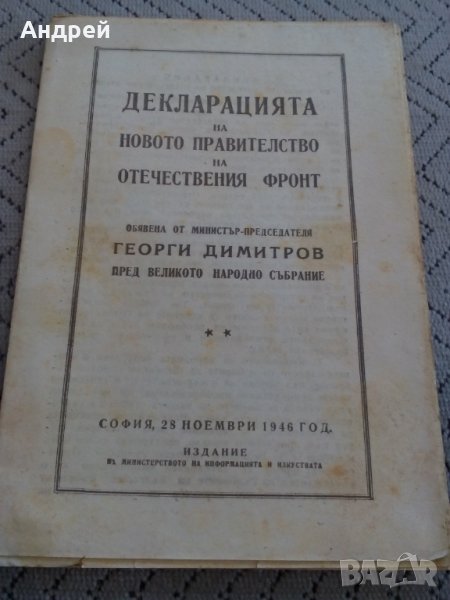 Андрей
ДЕКЛАРАЦИЯТА
НА
НОВОТО ПРАВИТЕЛСТВО
НА
ОТЕЧЕСТВЕНИЯ ФРОНТ
ОБЯВЕНА ОТ МИНИСТЪР-ПРЕДСЕДАТЕЛЯ
ГЕОРГИ ДИМИТРОВ
ПРЕД ВЕЛИКОТО НАРОДНО СЪБРАНИЕ
★ ★
СОФИЯ, 28 НОЕМВРИ 1946 ГОД.
ИЗДАНИЕ
НА МИНИСТЕРСТВОТО НА ИНФОРМАЦИЯТА И ИЗКУСТВАТА
BAZAR